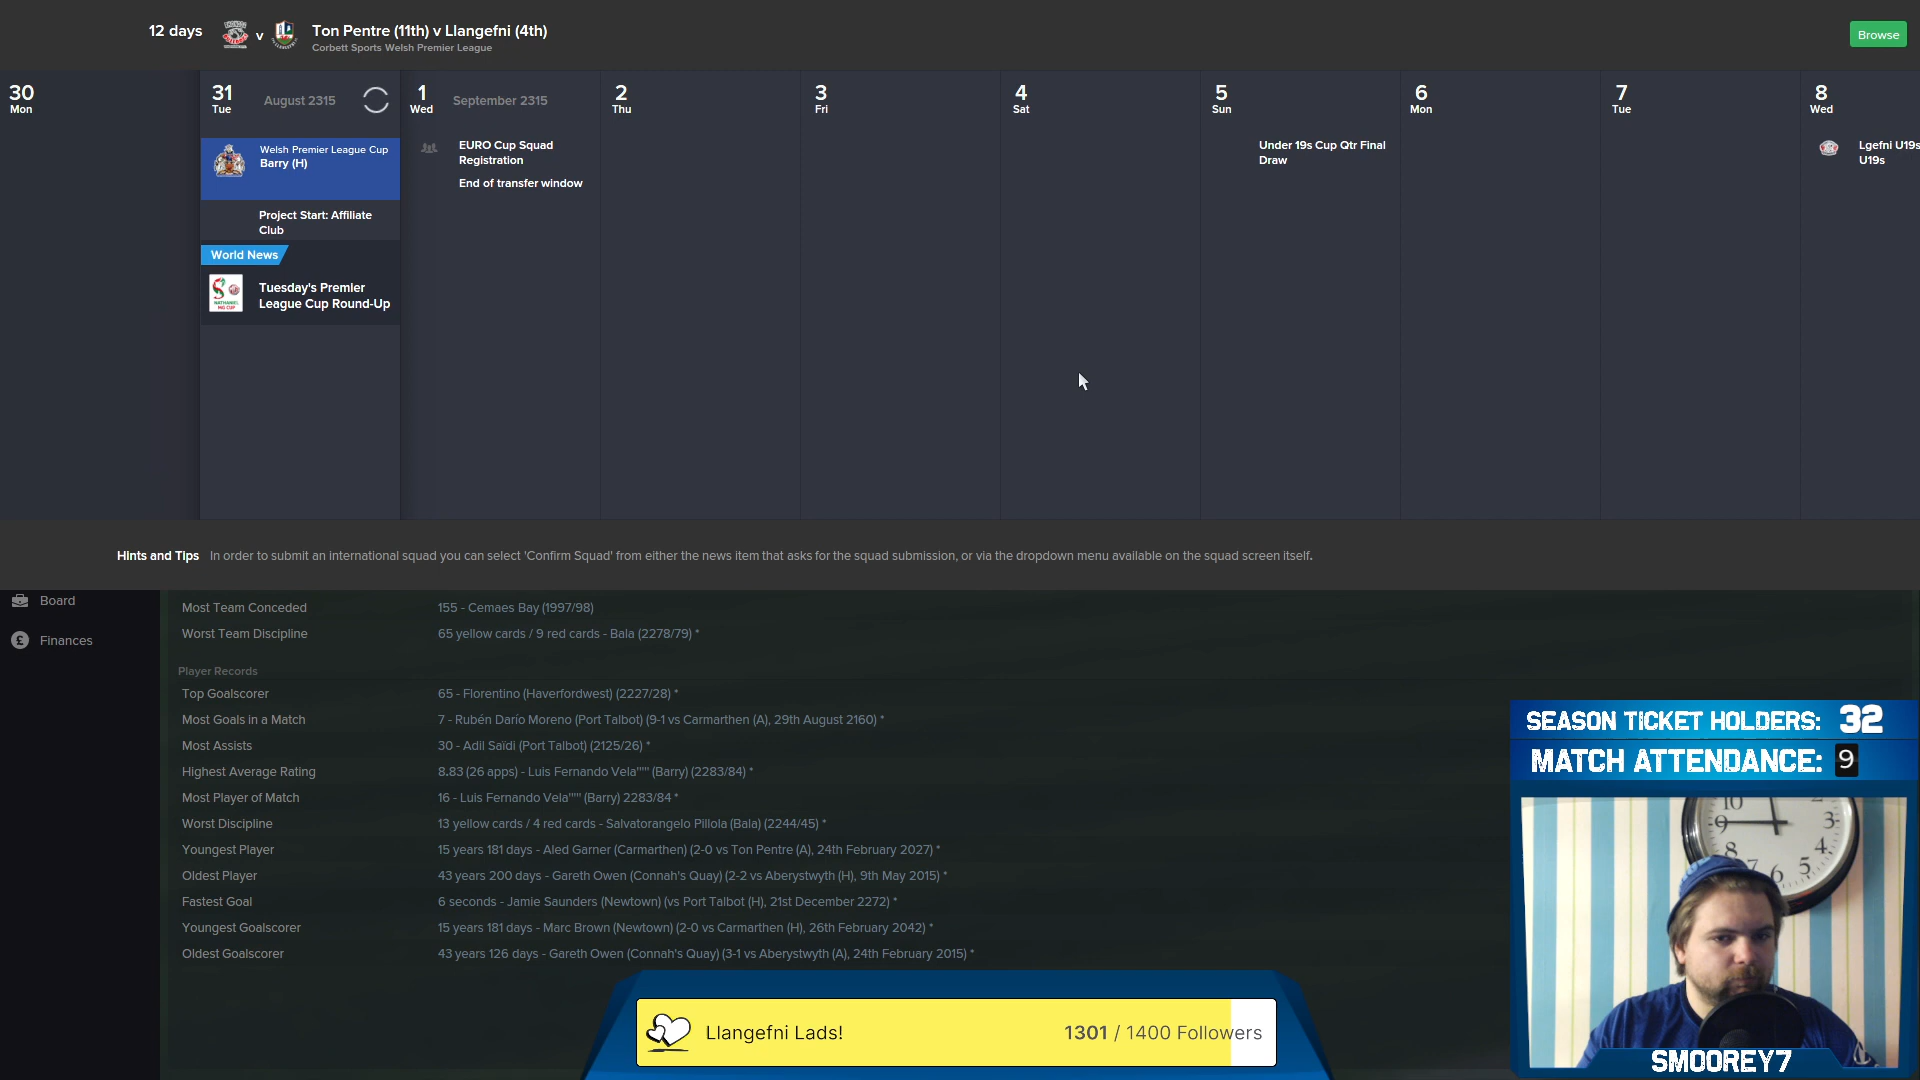 12 days
v
Ton Pentre (11th) v Llangefni (4th)
Corbett Sports Welsh Premier League
Browse
30
Mon
31
Tue
August 2315
1
Wed
September 2315
2
Thu
3
Fri
4
Sat
5
Sun
6
Mon
7
Tue
8
Wed
Welsh Premier League Cup
Barry (H)
Project Start: Affiliate
Club
World News
Tuesday's Premier
League Cup Round-Up
EURO Cup Squad
Registration
End of transfer window
Under 19s Cup Qtr Final
Draw
Lgefni U19s
U19s
Hints and Tips In order to submit an international squad you can select 'Confirm Squad' from either the news item that asks for the squad submission, or via the dropdown menu available on the squad screen itself.
Board
Finances
Most Team Conceded 155 - Cemaes Bay (1997/98)
Worst Team Discipline 65 yellow cards / 9 red cards - Bala (2278/79) *
Player Records
Top Goalscorer 65 - Florentino (Haverfordwest) (2227/28) *
Most Goals in a Match 7 - Rubén Darío Moreno (Port Talbot) (9-1 vs Carmarthen (A), 29th August 2160) *
Most Assists 30 - Adil Saïdi (Port Talbot) (2125/26) *
Highest Average Rating 8.83 (26 apps) - Luis Fernando Vela''''' (Barry) (2283/84) *
Most Player of Match 16 - Luis Fernando Vela''''' (Barry) 2283/84 *
Worst Discipline 13 yellow cards / 4 red cards - Salvatorangelo Pillola (Bala) (2244/45) *
Youngest Player 15 years 181 days - Aled Garner (Carmarthen) (2-0 vs Ton Pentre (A), 24th February 2027) *
Oldest Player 43 years 200 days - Gareth Owen (Connah's Quay) (2-2 vs Aberystwyth (H), 9th May 2015) *
Fastest Goal 6 seconds - Jamie Saunders (Newtown) (vs Port Talbot (H), 21st December 2272) *
Youngest Goalscorer 15 years 181 days - Marc Brown (Newtown) (2-0 vs Carmarthen (H), 26th February 2042) *
Oldest Goalscorer 43 years 126 days - Gareth Owen (Connah's Quay) (3-1 vs Aberystwyth (A), 24th February 2015) *
SEASON TICKET HOLDERS: 32
MATCH ATTENDANCE: 9
10
2
9
3
8
4
7
6
5
Llangefni Lads!
1301 / 1400 Followers
SMOOREY7